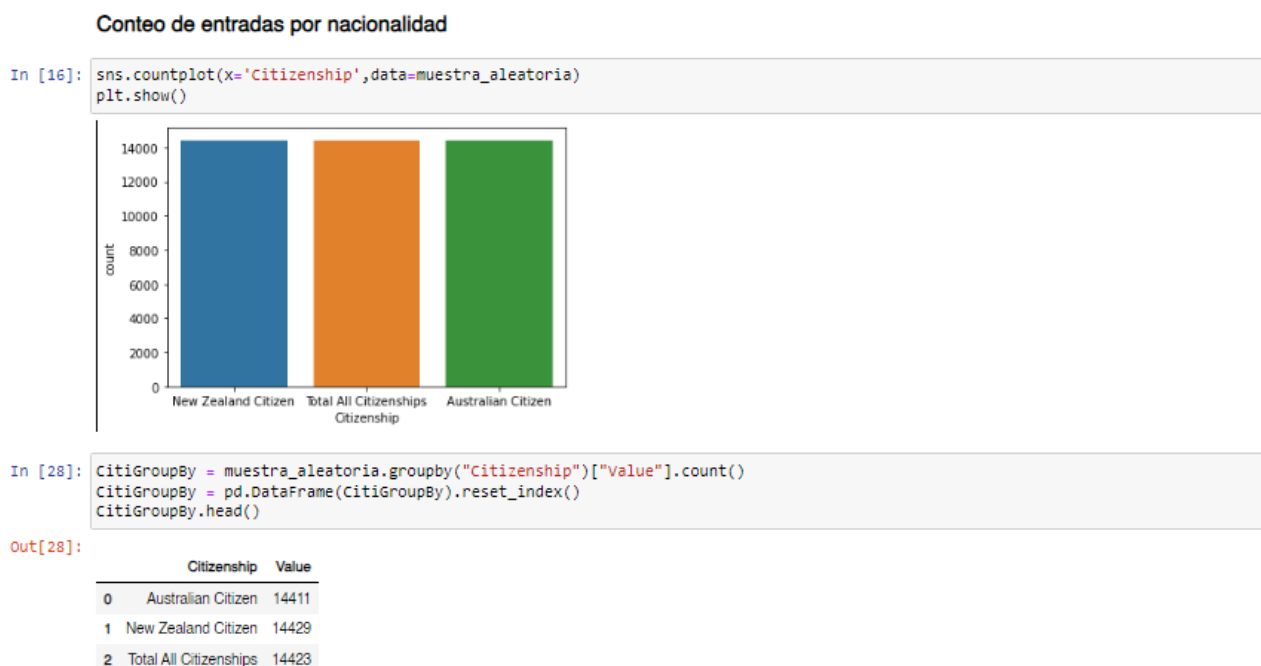 Conteo de entradas por nacionalidad
In [16]: sns.countplot(x='Citizenship',data=muestra_aleatoria)
plt.show()
14000
12000
10000
8000
6000
4000
2000
0
count
New Zealand Citizen Total All Citizenships Australian Citizen
Citizenship
In [28]: CitiGroupBy = muestra_aleatoria.groupby("Citizenship")["Value"].count()
CitiGroupBy = pd.DataFrame(CitiGroupBy).reset_index()
CitiGroupBy.head()
Out[28]:
Citizenship Value
0 Australian Citizen 14411
1 New Zealand Citizen 14429
2 Total All Citizenships 14423